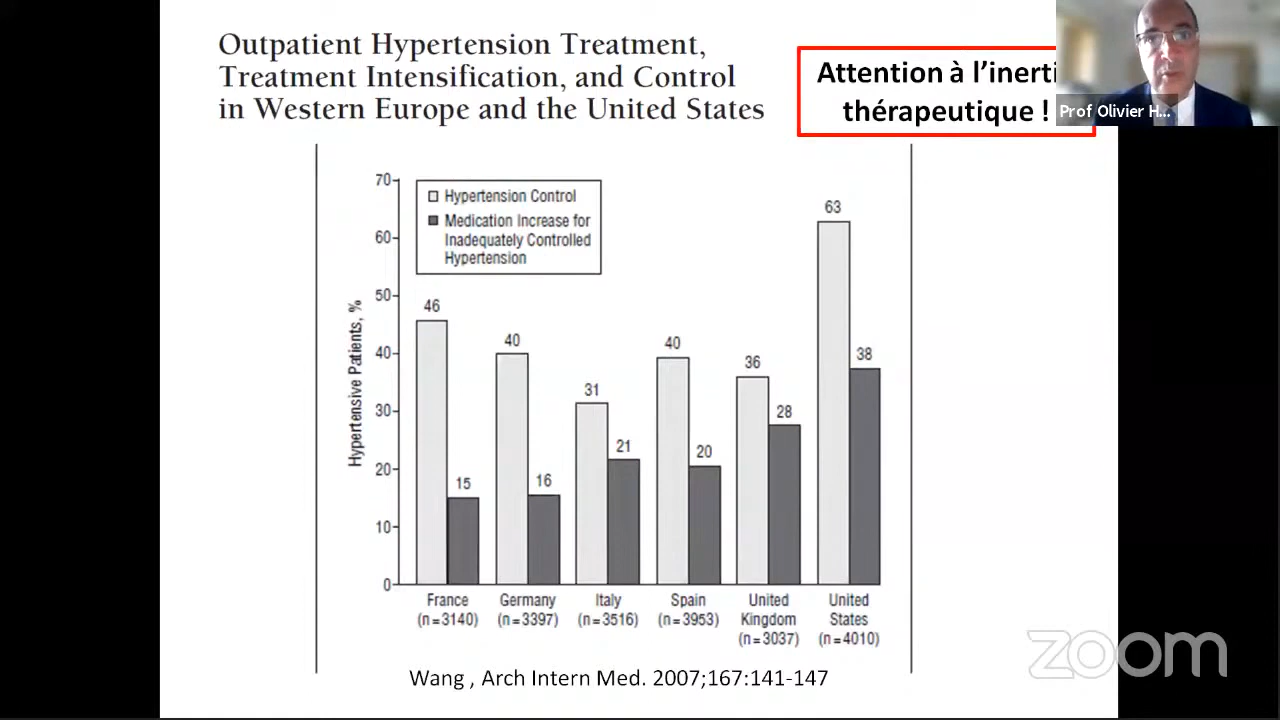 Outpatient Hypertension Treatment,
Treatment Intensification, and Control
in Western Europe and the United States
Attention à l’inerti
thérapeutique !
Prof Olivier H...
70
60
50
40
30
20
10
0
Hypertensive Patients, %
Hypertension Control
Medication Increase for
Inadequately Controlled
Hypertension
46
15
40
16
31
21
40
20
36
28
63
38
France
(n=3140)
Germany
(n=3397)
Italy
(n=3516)
Spain
(n=3953)
United
Kingdom
(n=3037)
United
States
(n=4010)
Wang , Arch Intern Med. 2007;167:141-147
zoom